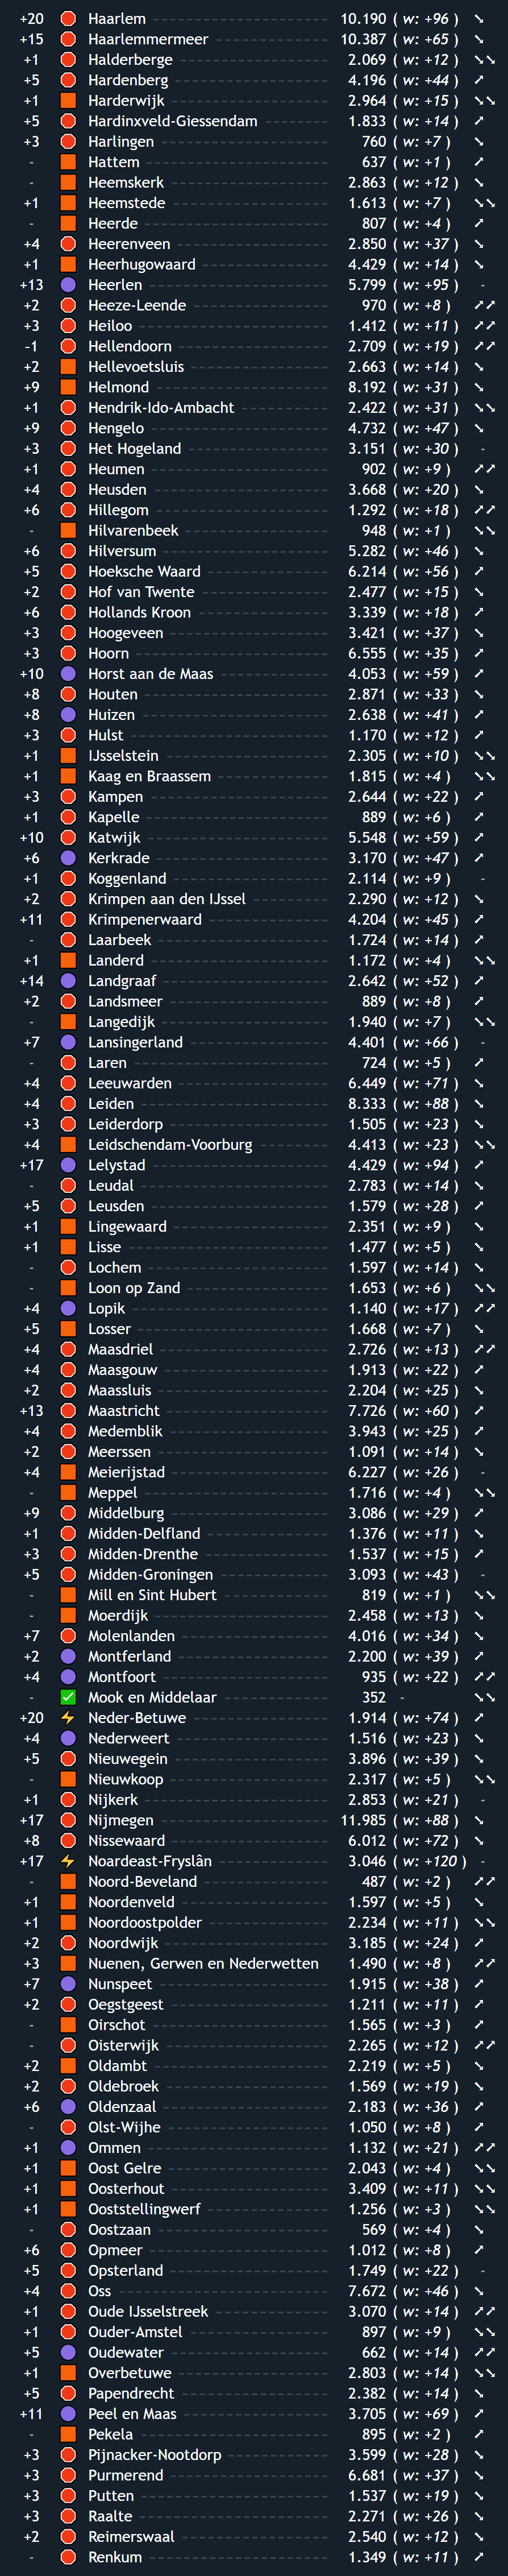 +20 Haarlem 10.190 ( w: +96 ) ➘
+15 Haarlemmermeer 10.387 ( w: +65 ) ➘
+1 Halderberge 2.069 ( w: +12 ) ➘➘
+5 Hardenberg 4.196 ( w: +44 ) ➚
+1 Harderwijk 2.964 ( w: +15 ) ➘➘
+5 Hardinxveld-Giessendam 1.833 ( w: +14 ) ➚
+3 Harlingen 760 ( w: +7 ) ➘
- Hattem 637 ( w: +1 ) ➚
- Heemskerk 2.863 ( w: +12 ) ➘
+1 Heemstede 1.613 ( w: +7 ) ➘➘
- Heerde 807 ( w: +4 ) ➚
+4 Heerenveen 2.850 ( w: +37 ) ➘
+1 Heerhugowaard 4.429 ( w: +14 ) ➘
+13 Heerlen 5.799 ( w: +95 ) -
+2 Heeze-Leende 970 ( w: +8 ) ➚➚
+3 Heiloo 1.412 ( w: +11 ) ➚➚
-1 Hellendoorn 2.709 ( w: +19 ) ➚➚
+2 Hellevoetsluis 2.663 ( w: +14 ) ➘
+9 Helmond 8.192 ( w: +31 ) ➘
+1 Hendrik-Ido-Ambacht 2.422 ( w: +31 ) ➘➘
+9 Hengelo 4.732 ( w: +47 ) ➘
+3 Het Hogeland 3.151 ( w: +30 ) -
+1 Heumen 902 ( w: +9 ) ➚➚
+4 Heusden 3.668 ( w: +20 ) ➘
+6 Hillegom 1.292 ( w: +18 ) ➚➚
- Hilvarenbeek 948 ( w: +1 ) ➘➘
+6 Hilversum 5.282 ( w: +46 ) ➘
+5 Hoeksche Waard 6.214 ( w: +56 ) ➚
+2 Hof van Twente 2.477 ( w: +15 ) ➘
+6 Hollands Kroon 3.339 ( w: +18 ) ➚
+3 Hoogeveen 3.421 ( w: +37 ) ➘
+3 Hoorn 6.555 ( w: +35 ) ➚
+10 Horst aan de Maas 4.053 ( w: +59 ) ➚
+8 Houten 2.871 ( w: +33 ) ➘
+8 Huizen 2.638 ( w: +41 ) ➚
+3 Hulst 1.170 ( w: +12 ) ➚
+1 IJsselstein 2.305 ( w: +10 ) ➘➘
+1 Kaag en Braassem 1.815 ( w: +4 ) ➘➘
+3 Kampen 2.644 ( w: +22 ) ➚
+1 Kapelle 889 ( w: +6 ) ➚
+10 Katwijk 5.548 ( w: +59 ) ➚
+6 Kerkrade 3.170 ( w: +47 ) ➚
+1 Koggenland 2.114 ( w: +9 ) -
+2 Krimpen aan den IJssel 2.290 ( w: +12 ) ➘
+11 Krimpenerwaard 4.204 ( w: +45 ) ➚
- Laarbeek 1.724 ( w: +14 ) ➚
+1 Landerd 1.172 ( w: +4 ) ➘➘
+14 Landgraaf 2.642 ( w: +52 ) ➚
+2 Landsmeer 889 ( w: +8 ) ➚
- Langedijk 1.940 ( w: +7 ) ➘➘
+7 Lansingerland 4.401 ( w: +66 ) -
- Laren 724 ( w: +5 ) ➚
+4 Leeuwarden 6.449 ( w: +71 ) ➘
+4 Leiden 8.333 ( w: +88 ) ➘
+3 Leiderdorp 1.505 ( w: +23 ) ➘
+4 Leidschendam-Voorburg 4.413 ( w: +23 ) ➘➘
+17 Lelystad 4.429 ( w: +94 ) ➚
- Leudal 2.783 ( w: +14 ) ➘
+5 Leusden 1.579 ( w: +28 ) ➚
+1 Lingewaard 2.351 ( w: +9 ) ➘
+1 Lisse 1.477 ( w: +5 ) ➘
- Lochem 1.597 ( w: +14 ) ➘
- Loon op Zand 1.653 ( w: +6 ) ➘➘
+4 Lopik 1.140 ( w: +17 ) ➚➚
+5 Losser 1.668 ( w: +7 ) ➘
+4 Maasdriel 2.726 ( w: +13 ) ➚➚
+4 Maasgouw 1.913 ( w: +22 ) ➚
+2 Maassluis 2.204 ( w: +25 ) ➘
+13 Maastricht 7.726 ( w: +60 ) ➚
+4 Medemblik 3.943 ( w: +25 ) ➚
+2 Meerssen 1.091 ( w: +14 ) ➘
+4 Meierijstad 6.227 ( w: +26 ) -
- Meppel 1.716 ( w: +4 ) ➘➘
+9 Middelburg 3.086 ( w: +29 ) ➚
+1 Midden-Delfland 1.376 ( w: +11 ) ➘
+3 Midden-Drenthe 1.537 ( w: +15 ) ➚
+5 Midden-Groningen 3.093 ( w: +43 ) -
- Mill en Sint Hubert 819 ( w: +1 ) ➘➘
- Moerdijk 2.458 ( w: +13 ) ➘
+7 Molenlanden 4.016 ( w: +34 ) ➘
+2 Montferland 2.200 ( w: +39 ) ➚
+4 Montfoort 935 ( w: +22 ) ➚➚
- Mook en Middelaar 352 - ➘➘
+20 Neder-Betuwe 1.914 ( w: +74 ) ➚
+4 Nederweert 1.516 ( w: +23 ) ➘
+5 Nieuwegein 3.896 ( w: +39 ) ➘
- Nieuwkoop 2.317 ( w: +5 ) ➘➘
+1 Nijkerk 2.853 ( w: +21 ) -
+17 Nijmegen 11.985 ( w: +88 ) ➘
+8 Nissewaard 6.012 ( w: +72 ) ➘
+17 Noardeast-Fryslân 3.046 ( w: +120 ) -
- Noord-Beveland 487 ( w: +2 ) ➚➚
+1 Noordenveld 1.597 ( w: +5 ) ➘
+1 Noordoostpolder 2.234 ( w: +11 ) ➘➘
+2 Noordwijk 3.185 ( w: +24 ) ➚
+3 Nuenen, Gerwen en Nederwetten 1.490 ( w: +8 ) ➚➚
+7 Nunspeet 1.915 ( w: +38 ) ➚
+2 Oegstgeest 1.211 ( w: +11 ) ➚
- Oirschot 1.565 ( w: +3 ) ➚
- Oisterwijk 2.265 ( w: +12 ) ➚➚
+2 Oldambt 2.219 ( w: +5 ) ➘
+2 Oldebroek 1.569 ( w: +19 ) ➘
+6 Oldenzaal 2.183 ( w: +36 ) ➚
- Olst-Wijhe 1.050 ( w: +8 ) ➚
+1 Ommen 1.132 ( w: +21 ) ➚➚
+1 Oost Gelre 2.043 ( w: +4 ) ➘➘
+1 Oosterhout 3.409 ( w: +11 ) ➘➘
+1 Ooststellingwerf 1.256 ( w: +3 ) ➘➘
- Oostzaan 569 ( w: +4 ) ➘
+6 Opmeer 1.012 ( w: +8 ) ➚
+5 Opsterland 1.749 ( w: +22 ) -
+4 Oss 7.672 ( w: +46 ) ➘
+1 Oude IJsselstreek 3.070 ( w: +14 ) ➚➚
+1 Ouder-Amstel 897 ( w: +9 ) ➘➘
+5 Oudewater 662 ( w: +14 ) ➚➚
+1 Overbetuwe 2.803 ( w: +14 ) ➘➘
+5 Papendrecht 2.382 ( w: +14 ) ➘
+11 Peel en Maas 3.705 ( w: +69 ) ➚
- Pekela 895 ( w: +2 ) ➚
+3 Pijnacker-Nootdorp 3.599 ( w: +28 ) ➘
+3 Purmerend 6.681 ( w: +37 ) ➘
+3 Putten 1.537 ( w: +19 ) ➘
+3 Raalte 2.271 ( w: +26 ) ➘
+2 Reimerswaal 2.540 ( w: +12 ) ➘
- Renkum 1.349 ( w: +11 ) ➚